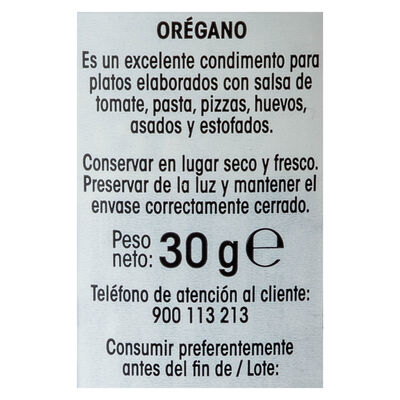 ORÉGANO
Es un excelente condimento para
platos elaborados con salsa de
tomate, pasta, pizzas, huevos,
asados y estofados.
Conservar en lugar seco y fresco.
Preservar de la luz y mantener el
envase correctamente cerrado.
Peso
neto: 30 g ℮
Teléfono de atención al cliente:
900 113 213
Consumir preferentemente
antes del fin de / Lote: